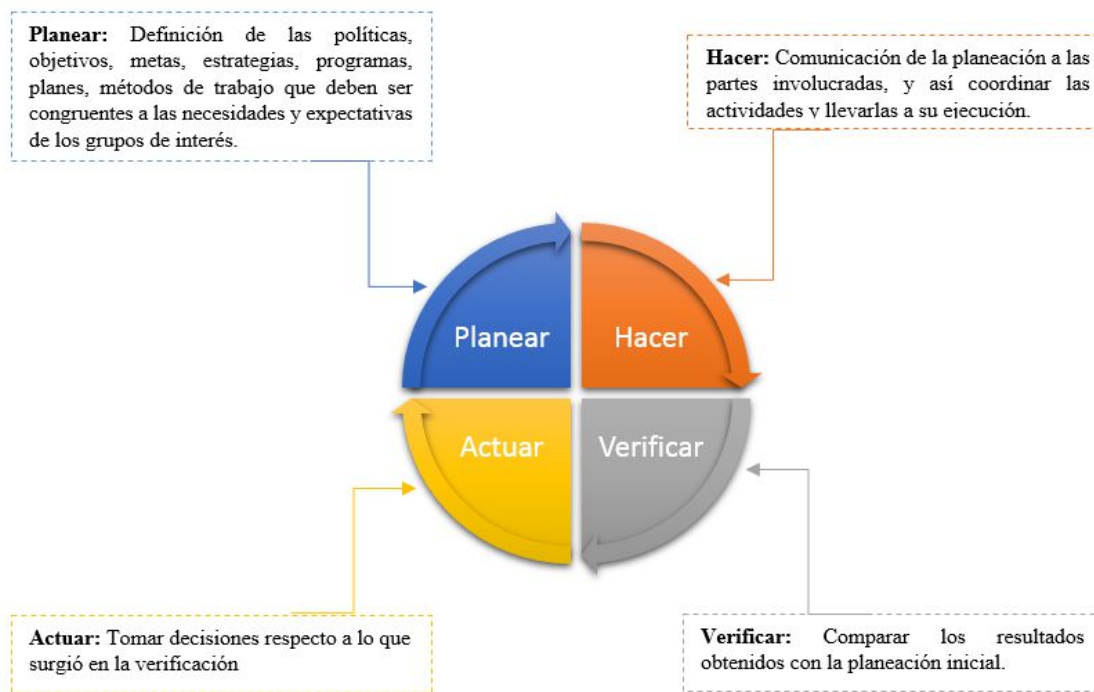 Planear: Definición de las políticas,
objetivos, metas, estrategias, programas,
planes, métodos de trabajo que deben ser
congruentes a las necesidades y expectativas
de los grupos de interés.
Hacer: Comunicación de la planeación a las
partes involucradas, y así coordinar las
actividades y llevarlas a su ejecución.
Planear
Hacer
Actuar
Verificar
Actuar: Tomar decisiones respecto a lo que
surgió en la verificación
Verificar: Comparar los resultados
obtenidos con la planeación inicial.